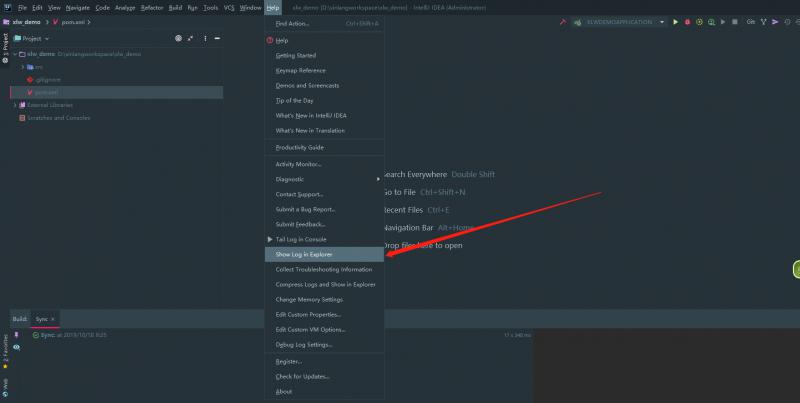 File Edit View Navigate Code Analyze Refactor Build Run Tools VCS Window Help xlw_demo - IntelliJ IDEA (Administrator)
xlw_demo pom.xml
XLWDEMOAPPLICATION
Git:
1: Project
Project
xlw_demo D:\xinlangworkspace\xlw_demo
src
.gitignore
pom.xml
External Libraries
Scratches and Consoles
Find Action... Ctrl+Shift+A
Help
Getting Started
Keymap Reference
Demos and Screencasts
Tip of the Day
What's New in IntelliJ IDEA
What's New in Translation
Productivity Guide
Activity Monitor...
Diagnostic
Contact Support...
Submit a Bug Report...
Submit Feedback...
Tail Log in Console
Show Log in Explorer
Collect Troubleshooting Information
Compress Logs and Show in Explorer
Change Memory Settings
Edit Custom Properties...
Edit Custom VM Options...
Debug Log Settings...
Register...
Check for Updates...
About
Search Everywhere Double Shift
Go to File Ctrl+Shift+N
Recent Files Ctrl+E
Navigation Bar Alt+Home
Drop files here to open
Build: Sync
Sync: at 2019/10/18 9:25
17 s 348 ms
2: Favorites
Web